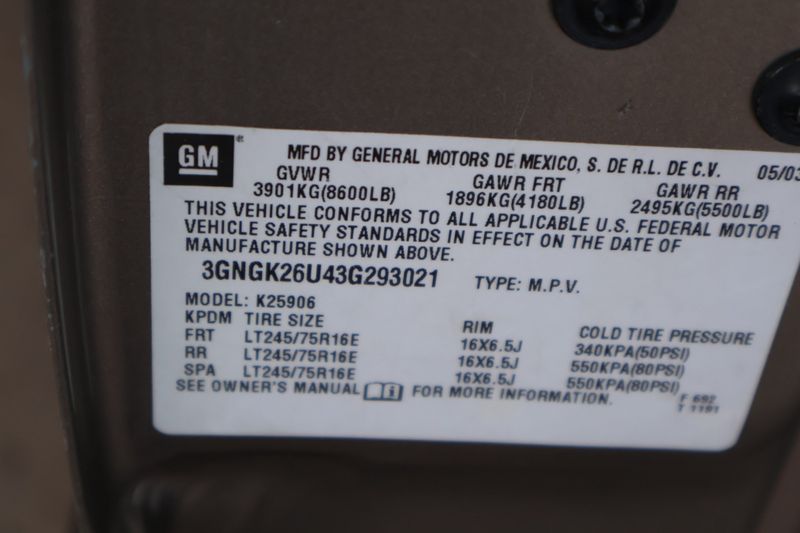 GM
MFD BY GENERAL MOTORS DE MEXICO, S. DE R.L. DE C.V. 05/03
GVWR GAWR FRT GAWR RR
3901KG(8600LB) 1896KG(4180LB) 2495KG(5500LB)
THIS VEHICLE CONFORMS TO ALL APPLICABLE U.S. FEDERAL MOTOR
VEHICLE SAFETY STANDARDS IN EFFECT ON THE DATE OF
MANUFACTURE SHOWN ABOVE.
3GNGK26U43G293021 TYPE: M.P.V.
MODEL: K25906
KPDM TIRE SIZE RIM COLD TIRE PRESSURE
FRT LT245/75R16E 16X6.5J 340KPA(50PSI)
RR LT245/75R16E 16X6.5J 550KPA(80PSI)
SPA LT245/75R16E 16X6.5J 550KPA(80PSI)
SEE OWNER'S MANUAL FOR MORE INFORMATION.
F 692
T 1191